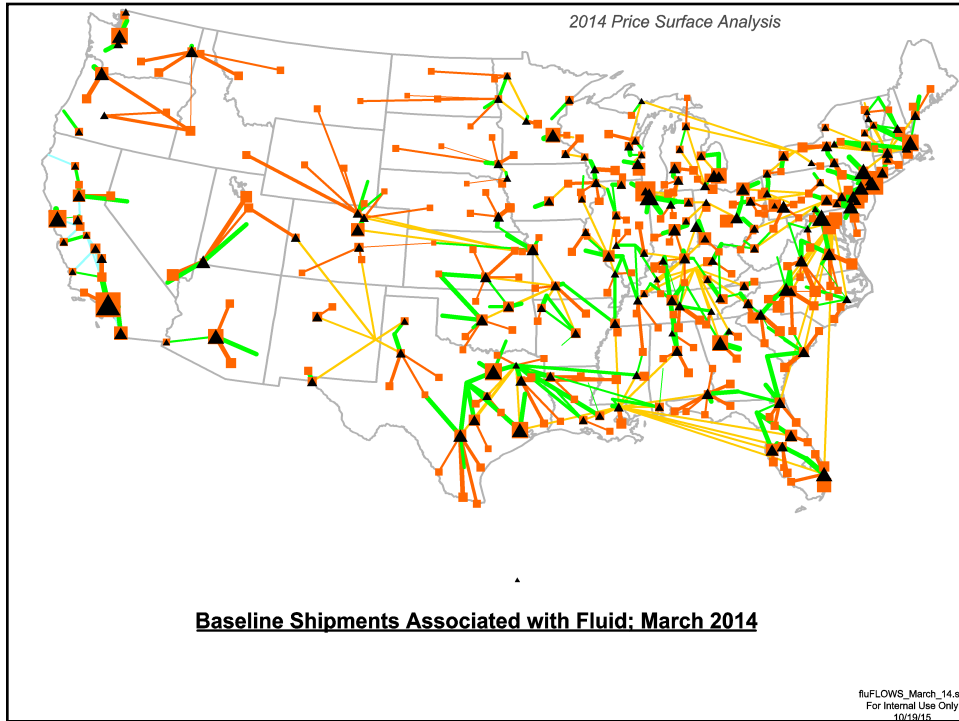 2014 Price Surface Analysis
Baseline Shipments Associated with Fluid; March 2014
fluFLOWS_March_14.s
For Internal Use Only
10/19/15